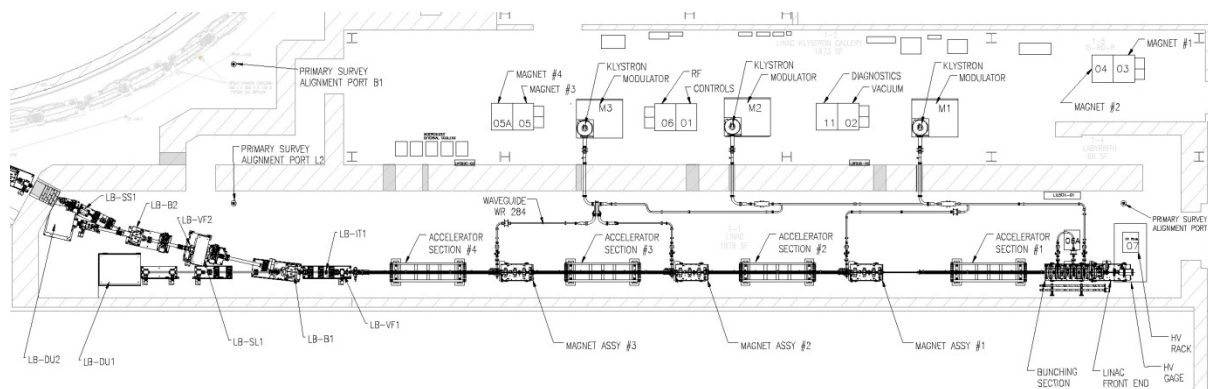 PRIMARY SURVEY
ALIGNMENT PORT B1
PRIMARY SURVEY
ALIGNMENT PORT L2
MAGNET #4
MAGNET #3
05A
05
KLYSTRON
MODULATOR
M3
RF
CONTROLS
06
01
KLYSTRON
MODULATOR
M2
DIAGNOSTICS
VACUUM
11
02
KLYSTRON
MODULATOR
M1
MAGNET #1
04
03
MAGNET #2
LINAC KLYSTRON GALLERY
LABYRINTH
WAVEGUIDE
WR 284
LINAC
PRIMARY SURVEY
ALIGNMENT PORT
07
LB-SS1
LB-B2
LB-VF2
LB-IT1
ACCELERATOR
SECTION #4
ACCELERATOR
SECTION #3
ACCELERATOR
SECTION #2
ACCELERATOR
SECTION #1
LB-DU2
LB-DU1
LB-SL1
LB-B1
LB-VF1
MAGNET ASSY #3
MAGNET ASSY #2
MAGNET ASSY #1
BUNCHING
SECTION
LINAC
FRONT END
HV
RACK
HV
GAGE